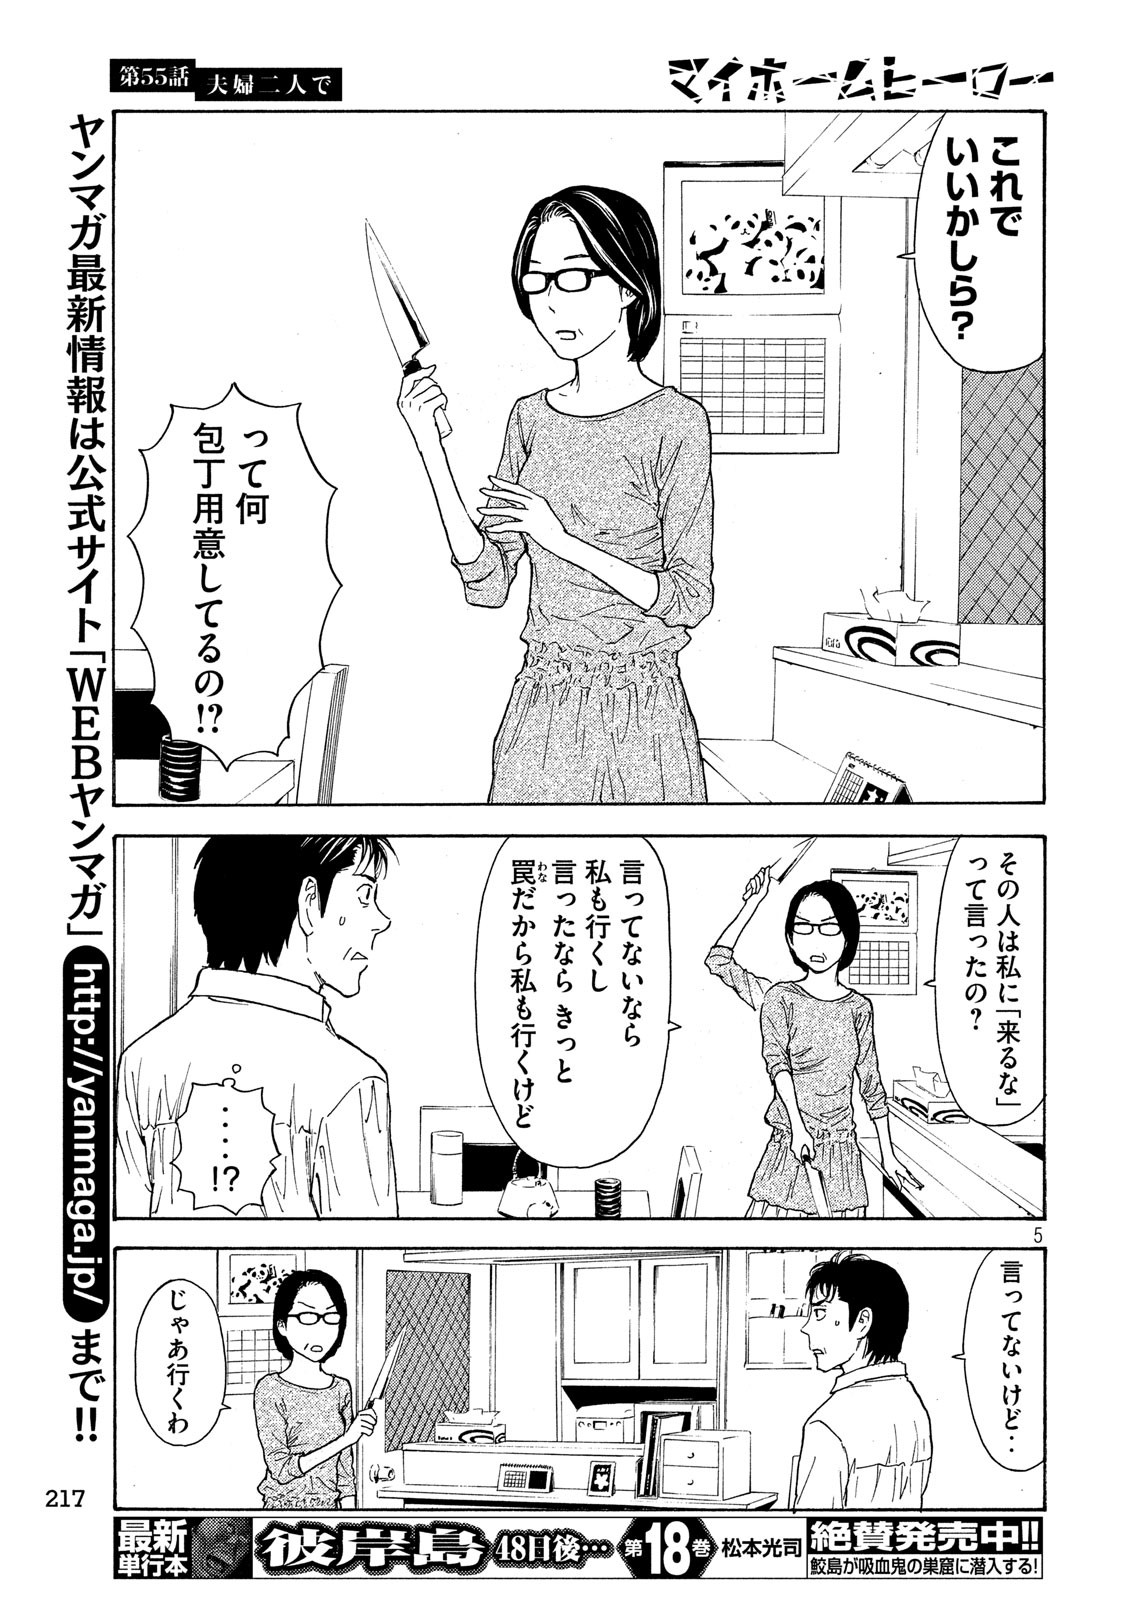 第55話
夫婦二人で
マイホームヒーロー
これで
いいかしら?
って何
包丁用意してるの!?
その人は私に「来るな」
って言ったの?
言ってないなら
私も行くし
言ったなら きっと
罠だから私も行くけど
わな
‥‥‥!?
5
言ってないけど‥
じゃあ行くわ
ヤンマガ最新情報は公式サイト「WEBヤンマガ」http://yanmaga.jp/まで!!
217
最新
単行本
彼岸島 48日後… 第18巻 松本光司
絶賛発売中!!
鮫島が吸血鬼の巣窟に潜入する!